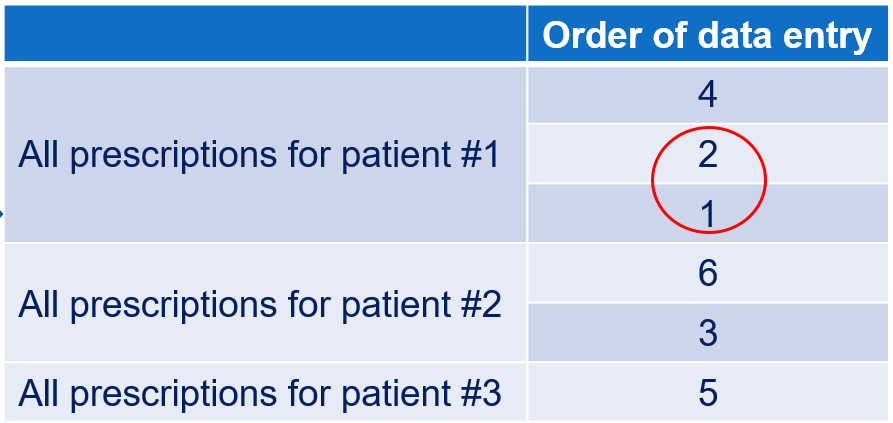 Order of data entry
All prescriptions for patient #1
4
2
1
All prescriptions for patient #2
6
3
All prescriptions for patient #3
5